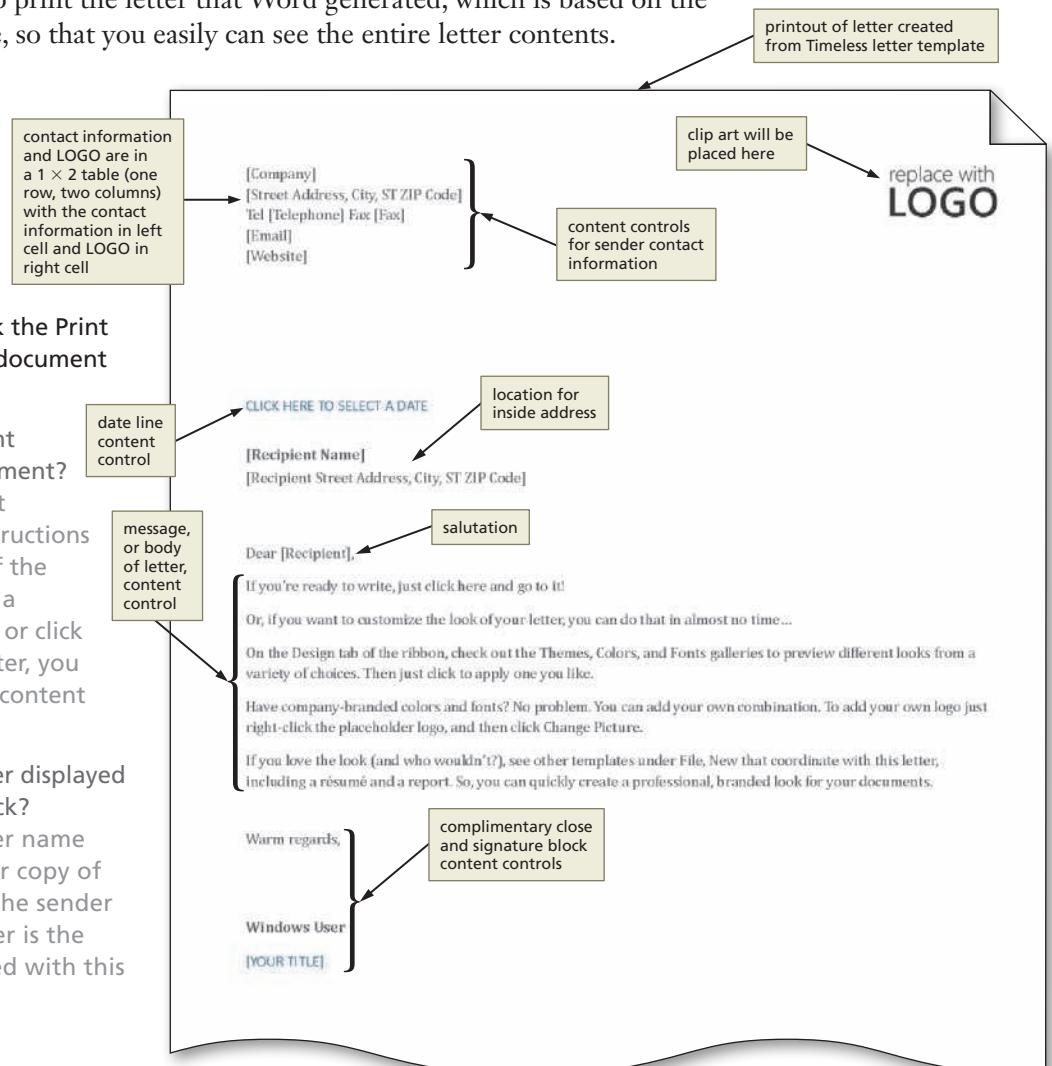 o print the letter that Word generated, which is based on the
e, so that you easily can see the entire letter contents.
printout of letter created
from Timeless letter template
contact information
and LOGO are in
a 1 × 2 table (one
row, two columns)
with the contact
information in left
cell and LOGO in
right cell
[Company]
[Street Address, City, ST ZIP Code]
Tel [Telephone] Fax [Fax]
[Email]
[Website]
content controls
for sender contact
information
clip art will be
placed here
replace with
LOGO
k the Print
document
nt
ment?
t
tructions
f the
a
or click
ter, you
content
er displayed
ck?
er name
r copy of
he sender
er is the
ed with this
date line
content
control
CLICK HERE TO SELECT A DATE
location for
inside address
[Recipient Name]
[Recipient Street Address, City, ST ZIP Code]
message,
or body
of letter,
content
control
salutation
Dear [Recipient],
If you're ready to write, just click here and go to it!
Or, if you want to customize the look of your letter, you can do that in almost no time...
On the Design tab of the ribbon, check out the Themes, Colors, and Fonts galleries to preview different looks from a
variety of choices. Then just click to apply one you like.
Have company-branded colors and fonts? No problem. You can add your own combination. To add your own logo just
right-click the placeholder logo, and then click Change Picture.
If you love the look (and who wouldn't?), see other templates under File, New that coordinate with this letter,
including a résumé and a report. So, you can quickly create a professional, branded look for your documents.
Warm regards,
complimentary close
and signature block
content controls
Windows User
[YOUR TITLE]